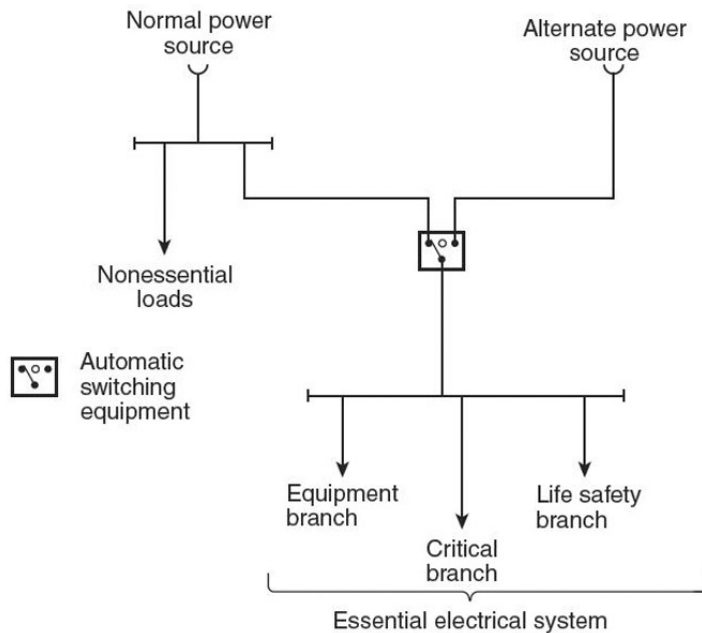 Normal power
source
Alternate power
source
Nonessential
loads
Automatic
switching
equipment
Equipment
branch
Life safety
branch
Critical
branch
Essential electrical system